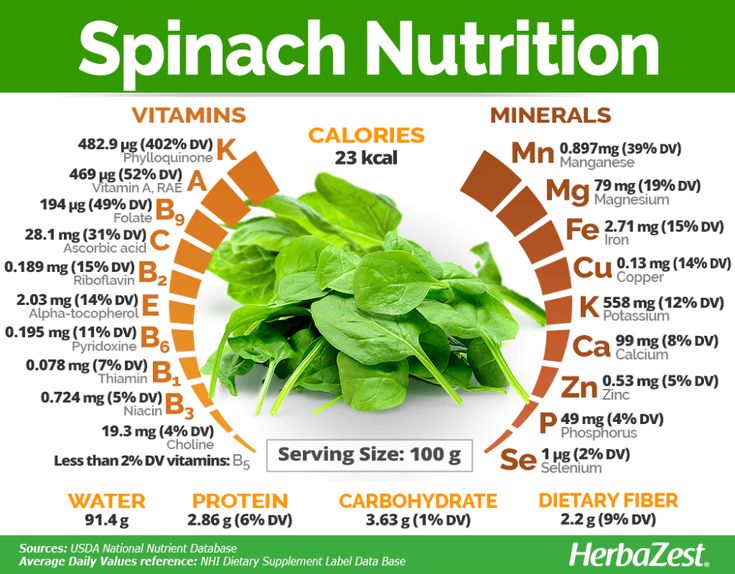 Spinach Nutrition
VITAMINS
482.9 µg (402% DV) K
Phylloquinone
469 µg (52% DV) A
Vitamin A, RAE
194 µg (49% DV) B9
Folate
28.1 mg (31% DV) C
Ascorbic acid
0.189 mg (15% DV) B2
Riboflavin
2.03 mg (14% DV) E
Alpha-tocopherol
0.195 mg (11% DV) B6
Pyridoxine
0.078 mg (7% DV) B1
Thiamin
0.724 mg (5% DV) B3
Niacin
19.3 mg (4% DV)
Choline
Less than 2% DV vitamins: B5
CALORIES
23 kcal
MINERALS
Mn 0.897mg (39% DV)
Manganese
Mg 79 mg (19% DV)
Magnesium
Fe 2.71 mg (15% DV)
Iron
Cu 0.13 mg (14% DV)
Copper
K 558 mg (12% DV)
Potassium
Ca 99 mg (8% DV)
Calcium
Zn 0.53 mg (5% DV)
Zinc
P 49 mg (4% DV)
Phosphorus
Se 1 µg (2% DV)
Selenium
Serving Size: 100 g
WATER
91.4 g
PROTEIN
2.86 g (6% DV)
CARBOHYDRATE
3.63 g (1% DV)
DIETARY FIBER
2.2 g (9% DV)
Sources: USDA National Nutrient Database
Average Daily Values reference: NHI Dietary Supplement Label Data Base
HerbaZest®